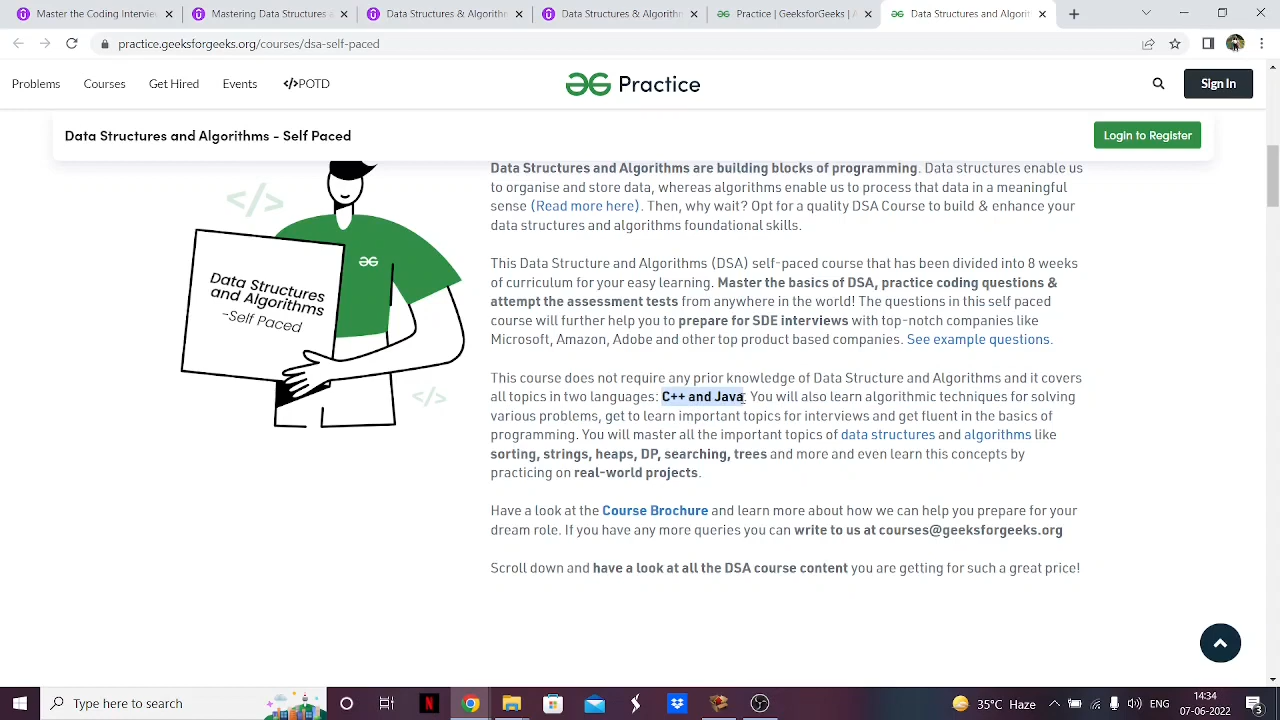 Master the Coding Interview
Mastering Data Structures &
Data Structures & Algorithm
Data Structures & Algorithm
Practice | GeeksforGeeks | A
Data Structures and Algorit
practice.geeksforgeeks.org/courses/dsa-self-paced
Problems
Courses
Get Hired
Events
</>POTD
Practice
Sign In
Data Structures and Algorithms - Self Paced
Login to Register
Data Structures and Algorithms are building blocks of programming. Data structures enable us
to organise and store data, whereas algorithms enable us to process that data in a meaningful
sense (Read more here). Then, why wait? Opt for a quality DSA Course to build & enhance your
data structures and algorithms foundational skills.
This Data Structure and Algorithms (DSA) self-paced course that has been divided into 8 weeks
of curriculum for your easy learning. Master the basics of DSA, practice coding questions &
attempt the assessment tests from anywhere in the world! The questions in this self paced
course will further help you to prepare for SDE interviews with top-notch companies like
Microsoft, Amazon, Adobe and other top product based companies. See example questions.
This course does not require any prior knowledge of Data Structure and Algorithms and it covers
all topics in two languages: C++ and Java. You will also learn algorithmic techniques for solving
various problems, get to learn important topics for interviews and get fluent in the basics of
programming. You will master all the important topics of data structures and algorithms like
sorting, strings, heaps, DP, searching, trees and more and even learn this concepts by
practicing on real-world projects.
Have a look at the Course Brochure and learn more about how we can help you prepare for your
dream role. If you have any more queries you can write to us at courses@geeksforgeeks.org
Scroll down and have a look at all the DSA course content you are getting for such a great price!
</>
Data Structures
and Algorithms
-Self Paced
</>
Type here to search
N
35°C Haze
14:34
07-06-2022
3